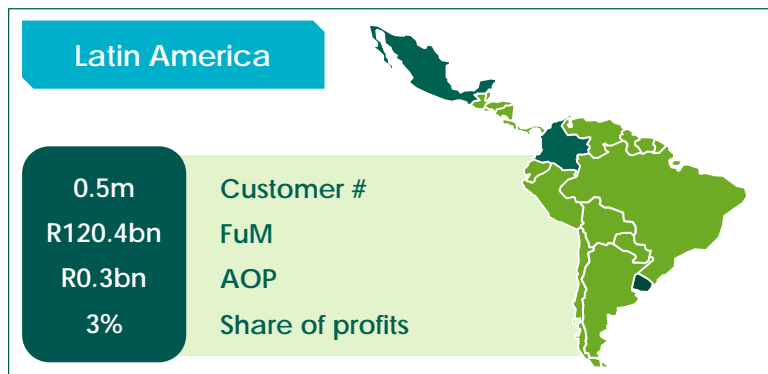 Latin America
0.5m Customer #
R120.4bn FuM
R0.3bn AOP
3% Share of profits